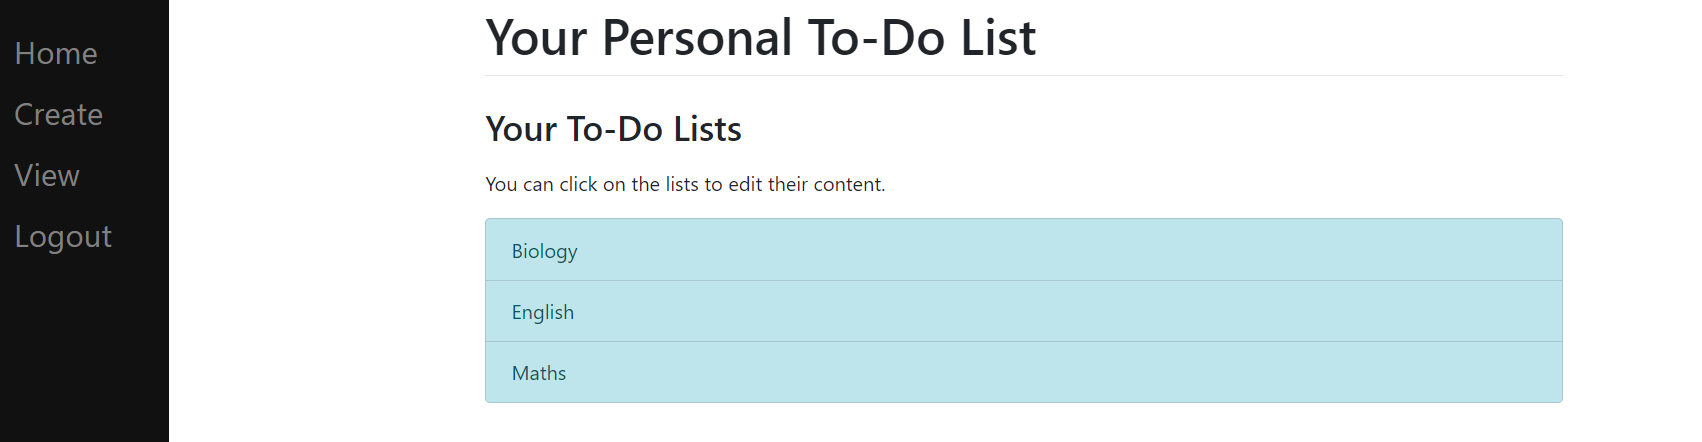 Home
Create
View
Logout
Your Personal To-Do List
Your To-Do Lists
You can click on the lists to edit their content.
Biology
English
Maths